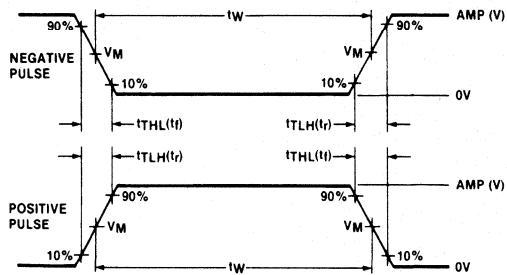 tW
AMP (V)
90%
90%
NEGATIVE
PULSE
VM
VM
10%
10%
0V
tTHL(tf)
tTLH(tr)
tTLH(tr)
tTHL(tf)
90%
90%
AMP (V)
POSITIVE
PULSE
VM
VM
10%
10%
0V
tW